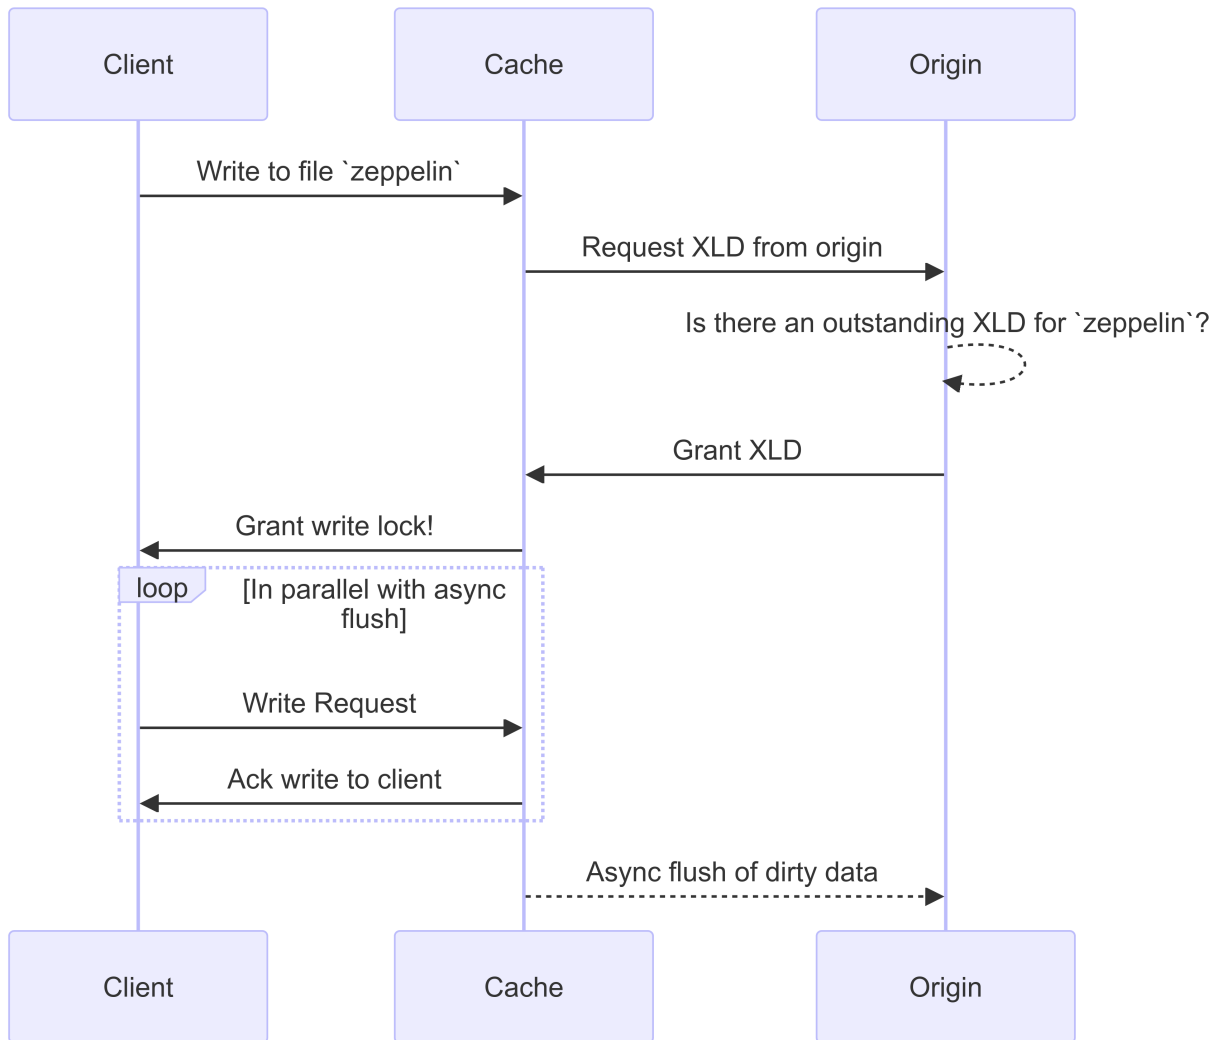 Client
Cache
Origin
Write to file `zeppelin`
Request XLD from origin
Is there an outstanding XLD for `zeppelin`?
Grant XLD
Grant write lock!
loop
[In parallel with async
flush]
Write Request
Ack write to client
Async flush of dirty data
Client
Cache
Origin